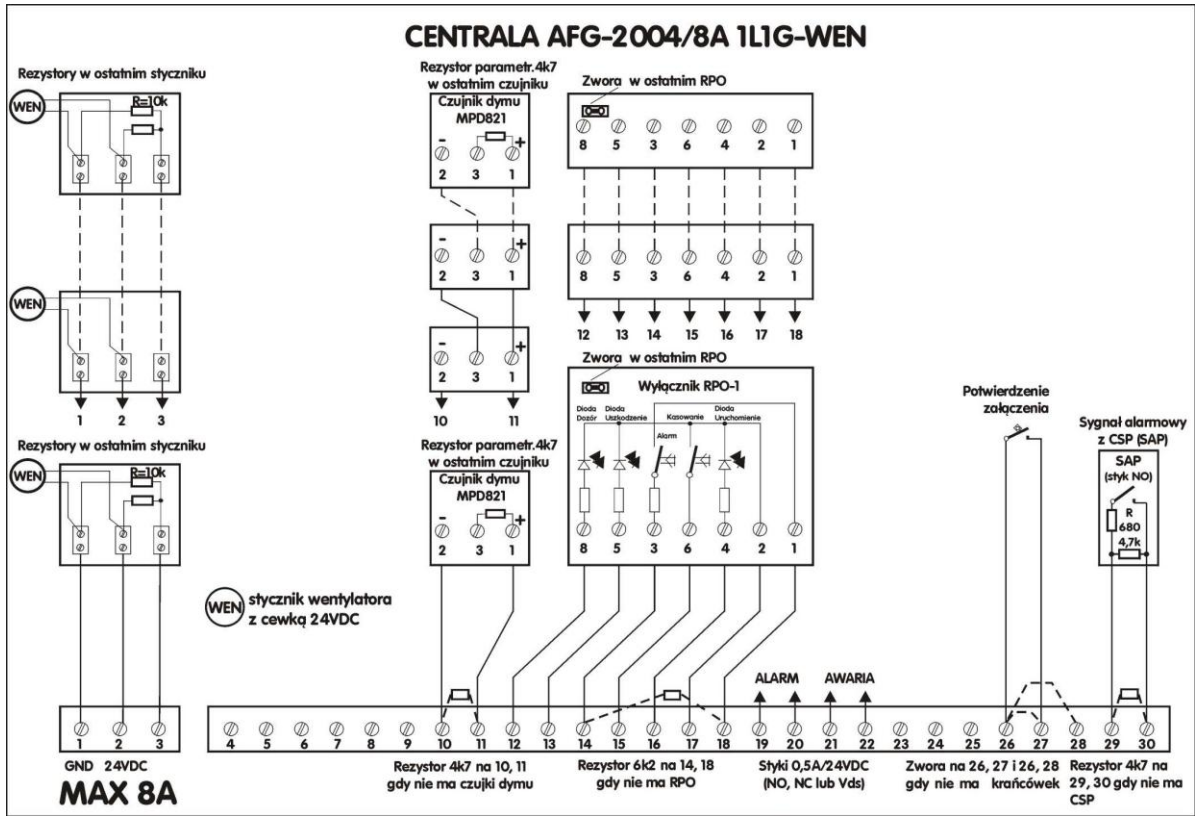 CENTRALA AFG-2004/8A 1L1G-WEN
Rezystory w ostatnim styczniku
WEN
R=10k
WEN
1 2 3
Rezystory w ostatnim styczniku
WEN
R=10k
WEN
stycznik wentylatora
z cewką 24VDC
Rezystor parametr.4k7
w ostatnim czujniku
Czujnik dymu
MPD821
- +
2 3 1
- +
2 3 1
- +
2 3 1
10 11
Rezystor parametr.4k7
w ostatnim czujniku
Czujnik dymu
MPD821
- +
2 3 1
Zwora w ostatnim RPO
8 5 3 6 4 2 1
8 5 3 6 4 2 1
12 13 14 15 16 17 18
Zwora w ostatnim RPO
Wyłącznik RPO-1
Dioda
Dozór
Dioda
Uszkodzenie
Alarm
Kasowanie
Dioda
Uruchomienie
8 5 3 6 4 2 1
Potwierdzenie
załączenia
Sygnał alarmowy
z CSP (SAP)
SAP
(styk NO)
R
680
4,7k
ALARM AWARIA
1 2 3
4 5 6 7 8 9 10 11 12 13 14 15 16 17 18 19 20 21 22 23 24 25 26 27 28 29 30
GND 24VDC
MAX 8A
Rezystor 4k7 na 10, 11
gdy nie ma czujki dymu
Rezystor 6k2 na 14, 18
gdy nie ma RPO
Styki 0,5A/24VDC
(NO, NC lub Vds)
Zwora na 26, 27 i 26, 28
gdy nie ma krańcówek
Rezystor 4k7 na
29, 30 gdy nie ma
CSP